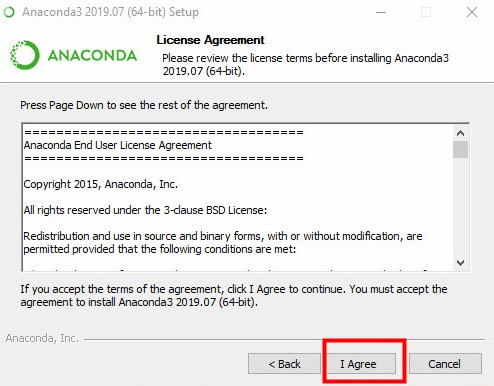 Anaconda3 2019.07 (64-bit) Setup
ANACONDA
License Agreement
Please review the license terms before installing Anaconda3
2019.07 (64-bit).
Press Page Down to see the rest of the agreement.
===================================
Anaconda End User License Agreement
===================================
Copyright 2015, Anaconda, Inc.
All rights reserved under the 3-clause BSD License:
Redistribution and use in source and binary forms, with or without modification, are
permitted provided that the following conditions are met:
If you accept the terms of the agreement, click I Agree to continue. You must accept the
agreement to install Anaconda3 2019.07 (64-bit).
Anaconda, Inc.
< Back
I Agree
Cancel